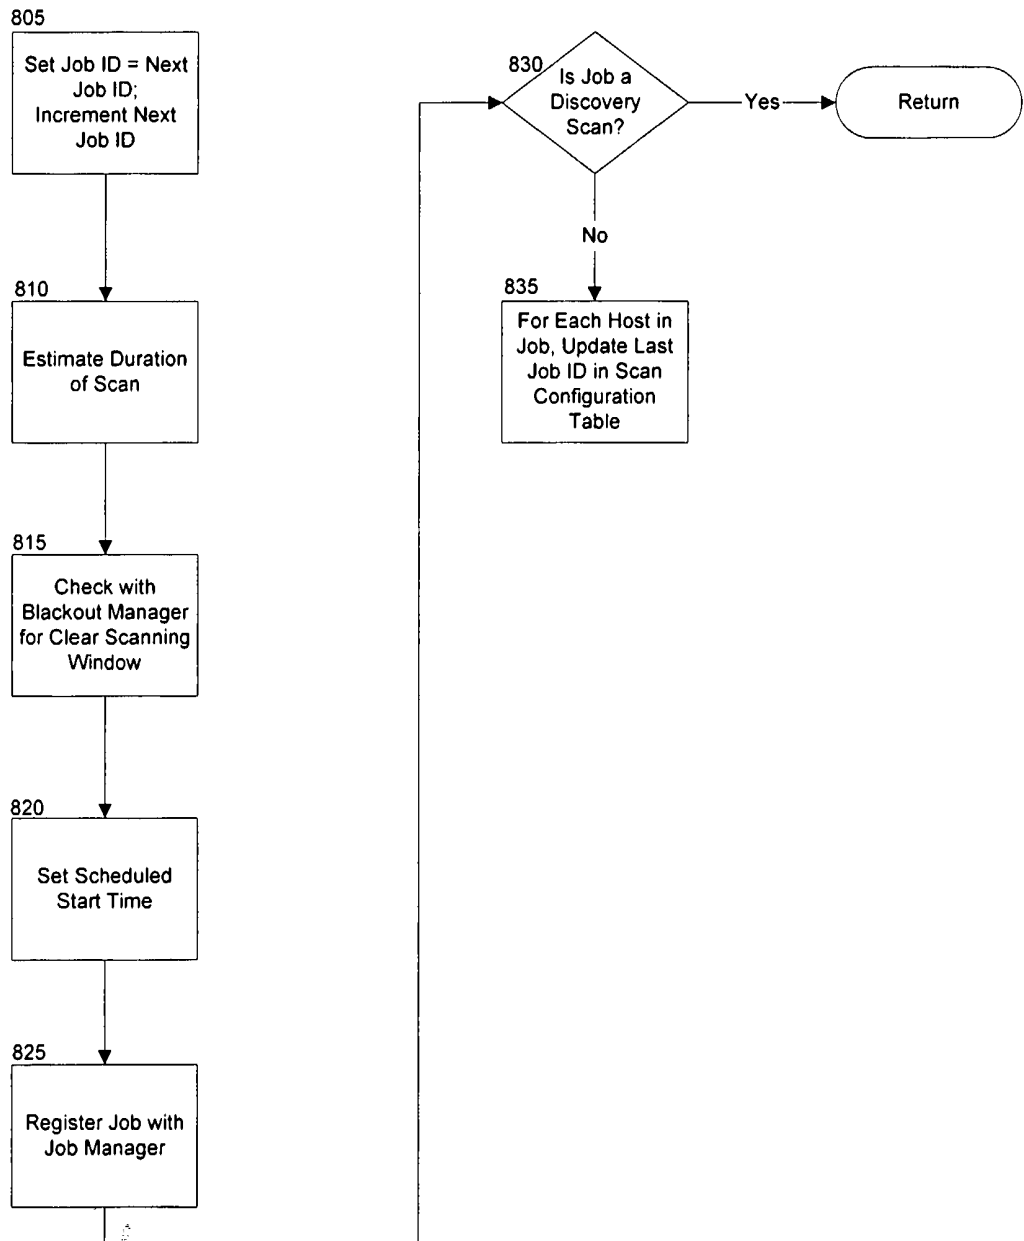 805
Set Job ID = Next
Job ID;
Increment Next
Job ID
810
Estimate Duration
of Scan
815
Check with
Blackout Manager
for Clear Scanning
Window
820
Set Scheduled
Start Time
825
Register Job with
Job Manager
830
Is Job a
Discovery
Scan?
Yes
Return
No
835
For Each Host in
Job, Update Last
Job ID in Scan
Configuration
Table